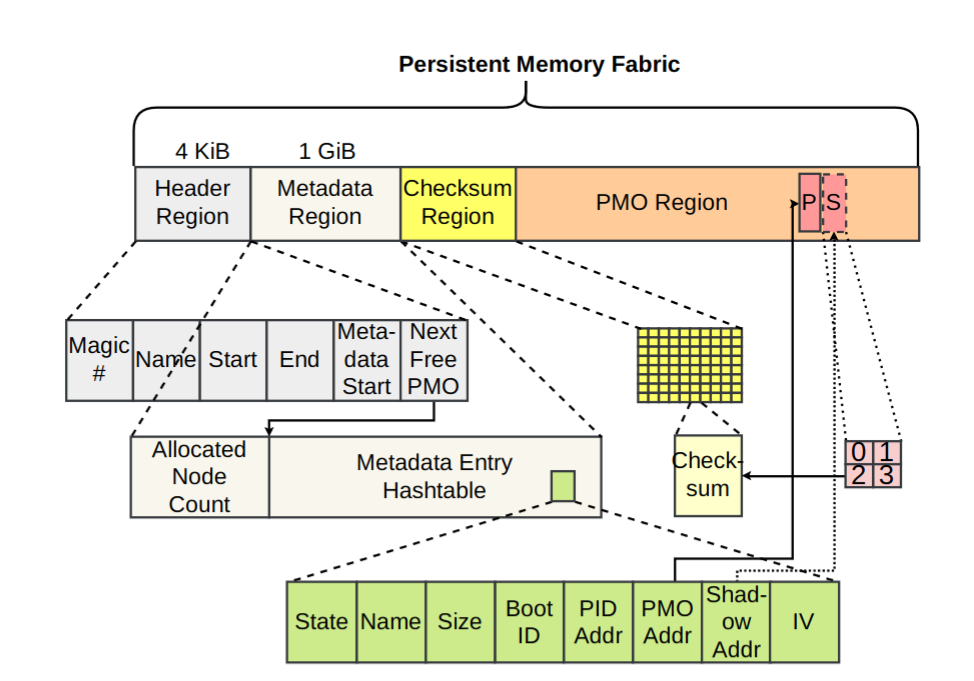 Persistent Memory Fabric
4 KiB
1 GiB
Header
Region
Metadata
Region
Checksum
Region
PMO Region
P
S
Magic
#
Name
Start
End
Meta-
data
Start
Next
Free
PMO
Allocated
Node
Count
Metadata Entry
Hashtable
Check-
sum
0 1
2 3
State
Name
Size
Boot
ID
PID
Addr
PMO
Addr
Shad-
ow
Addr
IV